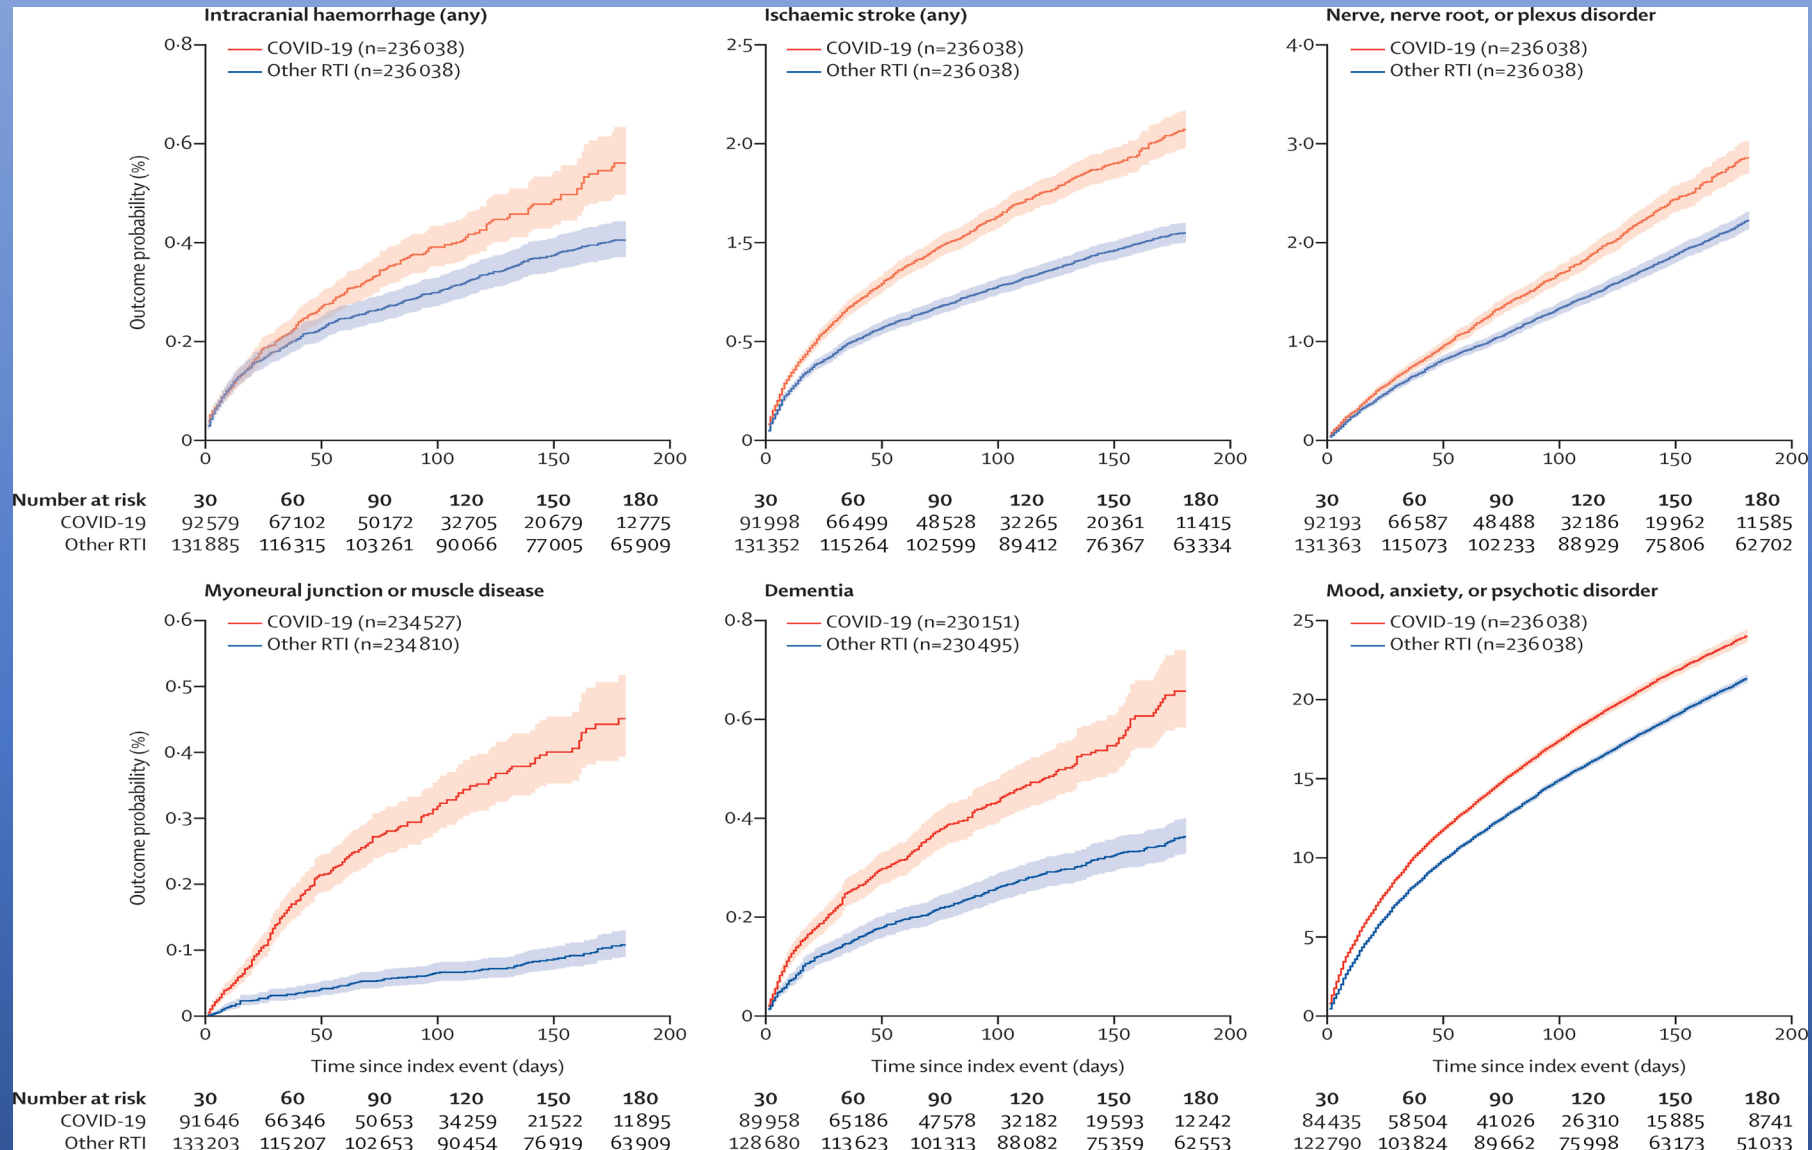 Intracranial haemorrhage (any)
0·8
0·6
0·4
0·2
0
Outcome probability (%)
COVID-19 (n=236 038)
Other RTI (n=236 038)
0 50 100 150 200
Number at risk 30 60 90 120 150 180
COVID-19 92 579 67 102 50 172 32 705 20 679 12 775
Other RTI 131 885 116 315 103 261 90 066 77 005 65 909
Ischaemic stroke (any)
2·5
2·0
1·5
0·5
0
COVID-19 (n=236 038)
Other RTI (n=236 038)
0 50 100 150 200
30 60 90 120 150 180
91 998 66 499 48 528 32 265 20 361 11 415
131 352 115 264 102 599 89 412 76 367 63 334
Nerve, nerve root, or plexus disorder
4·0
3·0
2·0
1·0
0
COVID-19 (n=236 038)
Other RTI (n=236 038)
0 50 100 150 200
30 60 90 120 150 180
92 193 66 587 48 488 32 186 19 962 11 585
131 363 115 073 102 233 88 929 75 806 62 702
Myoneural junction or muscle disease
0·6
0·5
0·4
0·3
0·2
0·1
0
Outcome probability (%)
COVID-19 (n=234 527)
Other RTI (n=234 810)
0 50 100 150 200
Time since index event (days)
Number at risk 30 60 90 120 150 180
COVID-19 91 646 66 346 50 653 34 259 21 522 11 895
Other RTI 133 203 115 207 102 653 90 454 76 919 63 909
Dementia
0·8
0·6
0·4
0·2
0
COVID-19 (n=230 151)
Other RTI (n=230 495)
0 50 100 150 200
Time since index event (days)
30 60 90 120 150 180
89 958 65 186 47 578 32 182 19 593 12 242
128 680 113 623 101 313 88 082 75 359 62 553
Mood, anxiety, or psychotic disorder
25
20
15
10
5
0
COVID-19 (n=236 038)
Other RTI (n=236 038)
0 50 100 150 200
Time since index event (days)
30 60 90 120 150 180
84 435 58 504 41 026 26 310 15 885 8741
122 790 103 824 89 662 75 998 63 173 51 033